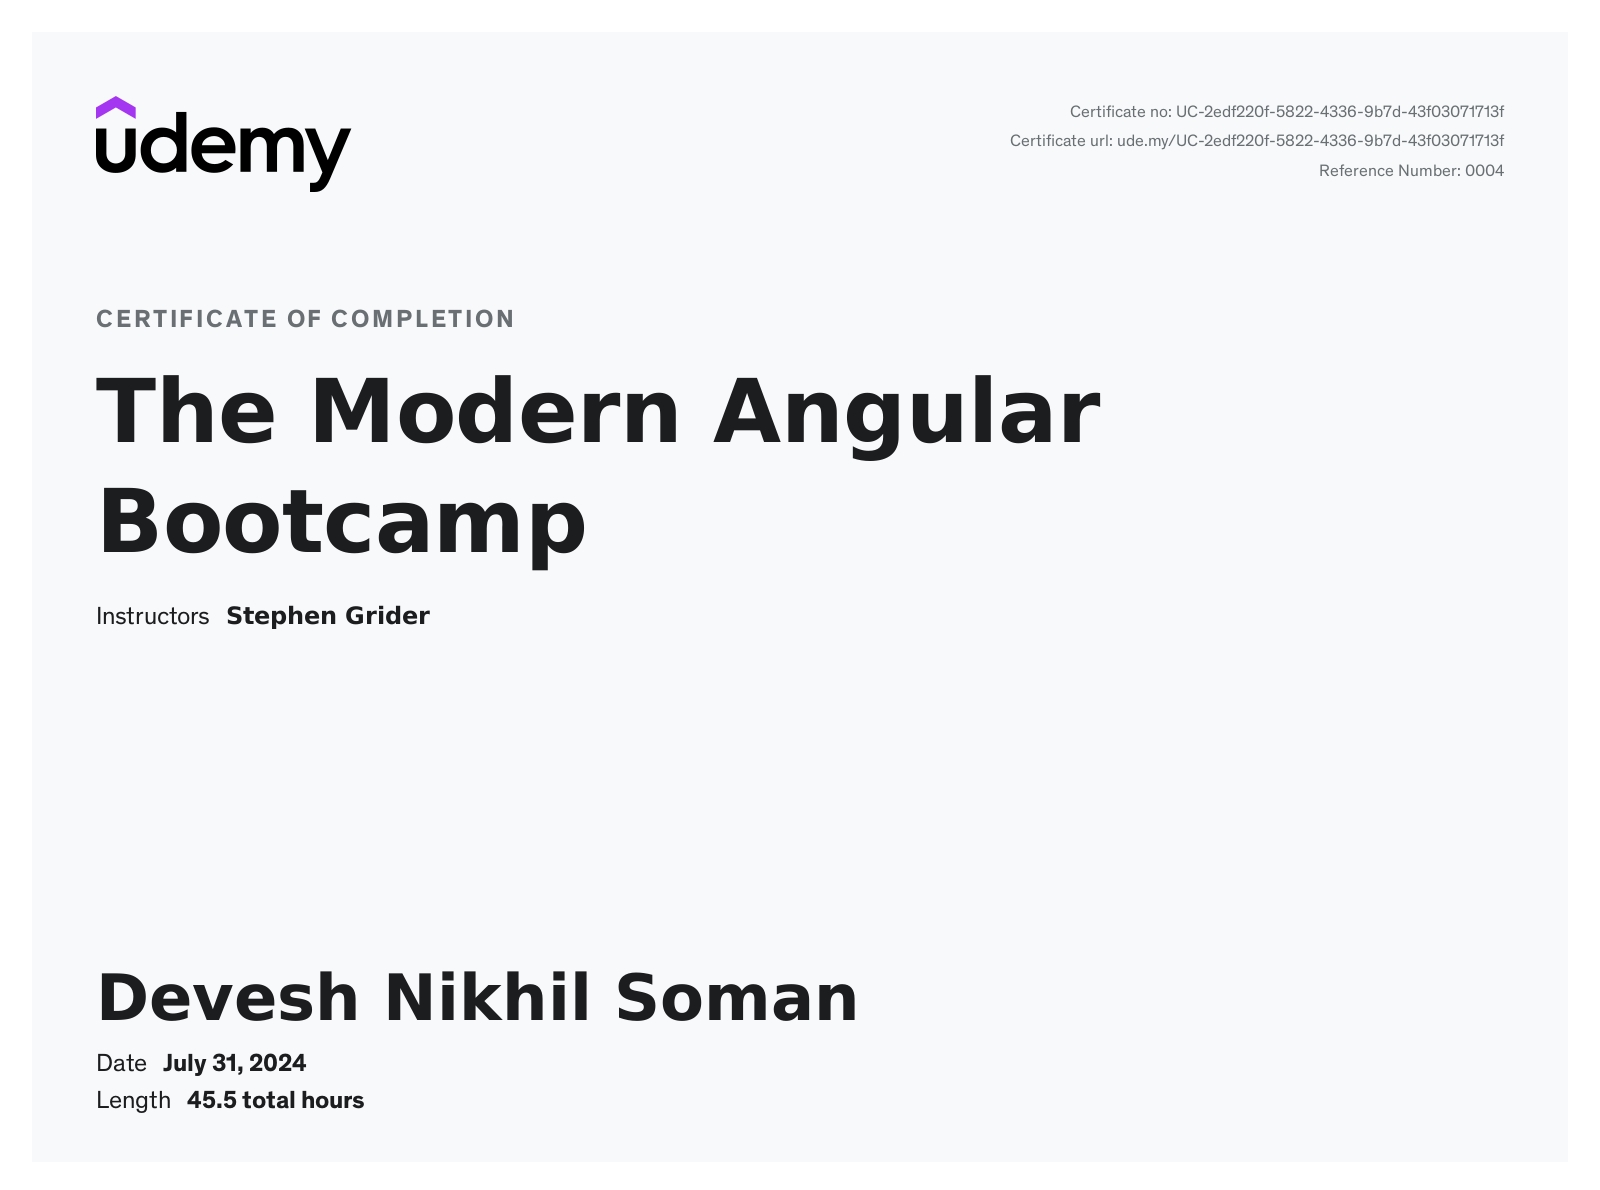 udemy
Certificate no: UC-2edf220f-5822-4336-9b7d-43f03071713f
Certificate url: ude.my/UC-2edf220f-5822-4336-9b7d-43f03071713f
Reference Number: 0004
CERTIFICATE OF COMPLETION
The Modern Angular
Bootcamp
Instructors Stephen Grider
Devesh Nikhil Soman
Date July 31, 2024
Length 45.5 total hours